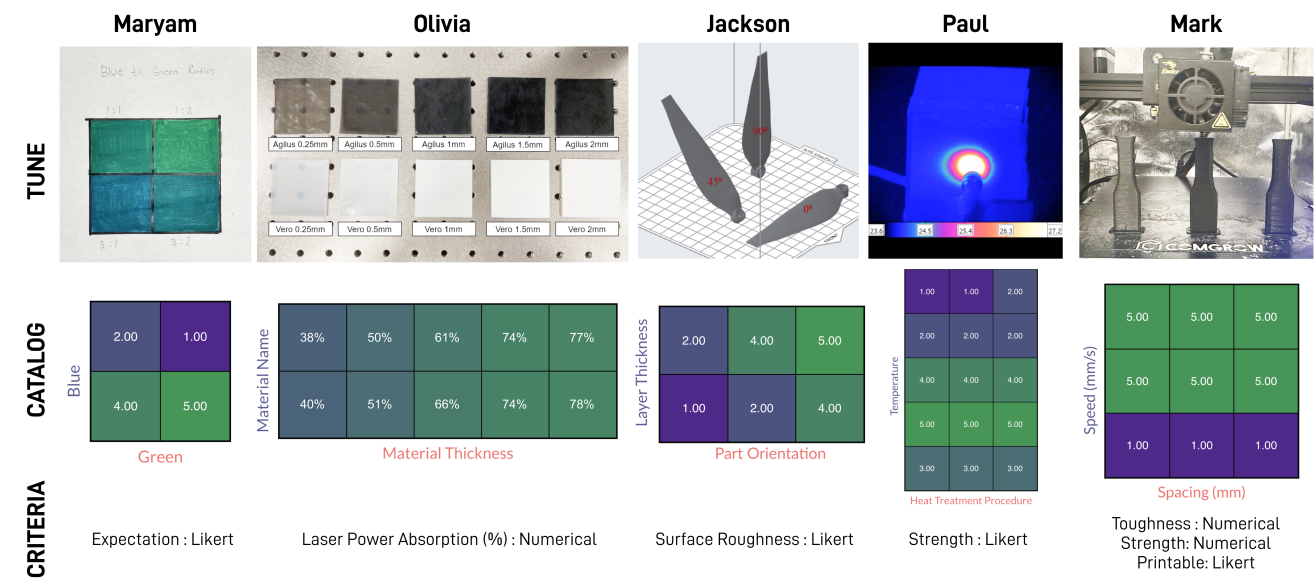 Maryam Olivia Jackson Paul Mark
TUNE
Blue to Green Ratios
1:1 1:2
3:1 3:2
Agilus 0.25mm Agilus 0.5mm Agilus 1mm Agilus 1.5mm Agilus 2mm
Vero 0.25mm Vero 0.5mm Vero 1mm Vero 1.5mm Vero 2mm
90°
45°
0°
23.6 24.5 25.4 26.3 27.2
COMGROW
CATALOG
Blue
2.00 1.00
4.00 5.00
Green
Material Name
38% 50% 61% 74% 77%
40% 51% 66% 74% 78%
Material Thickness
Layer Thickness
2.00 4.00 5.00
1.00 2.00 4.00
Part Orientation
Temperature
1.00 1.00 2.00
2.00 2.00 2.00
4.00 4.00 4.00
5.00 5.00 5.00
3.00 3.00 3.00
Heat Treatment Procedure
Speed (mm/s)
5.00 5.00 5.00
5.00 5.00 5.00
1.00 1.00 1.00
Spacing (mm)
CRITERIA
Expectation : Likert
Laser Power Absorption (%) : Numerical
Surface Roughness : Likert
Strength : Likert
Toughness : Numerical
Strength: Numerical
Printable: Likert